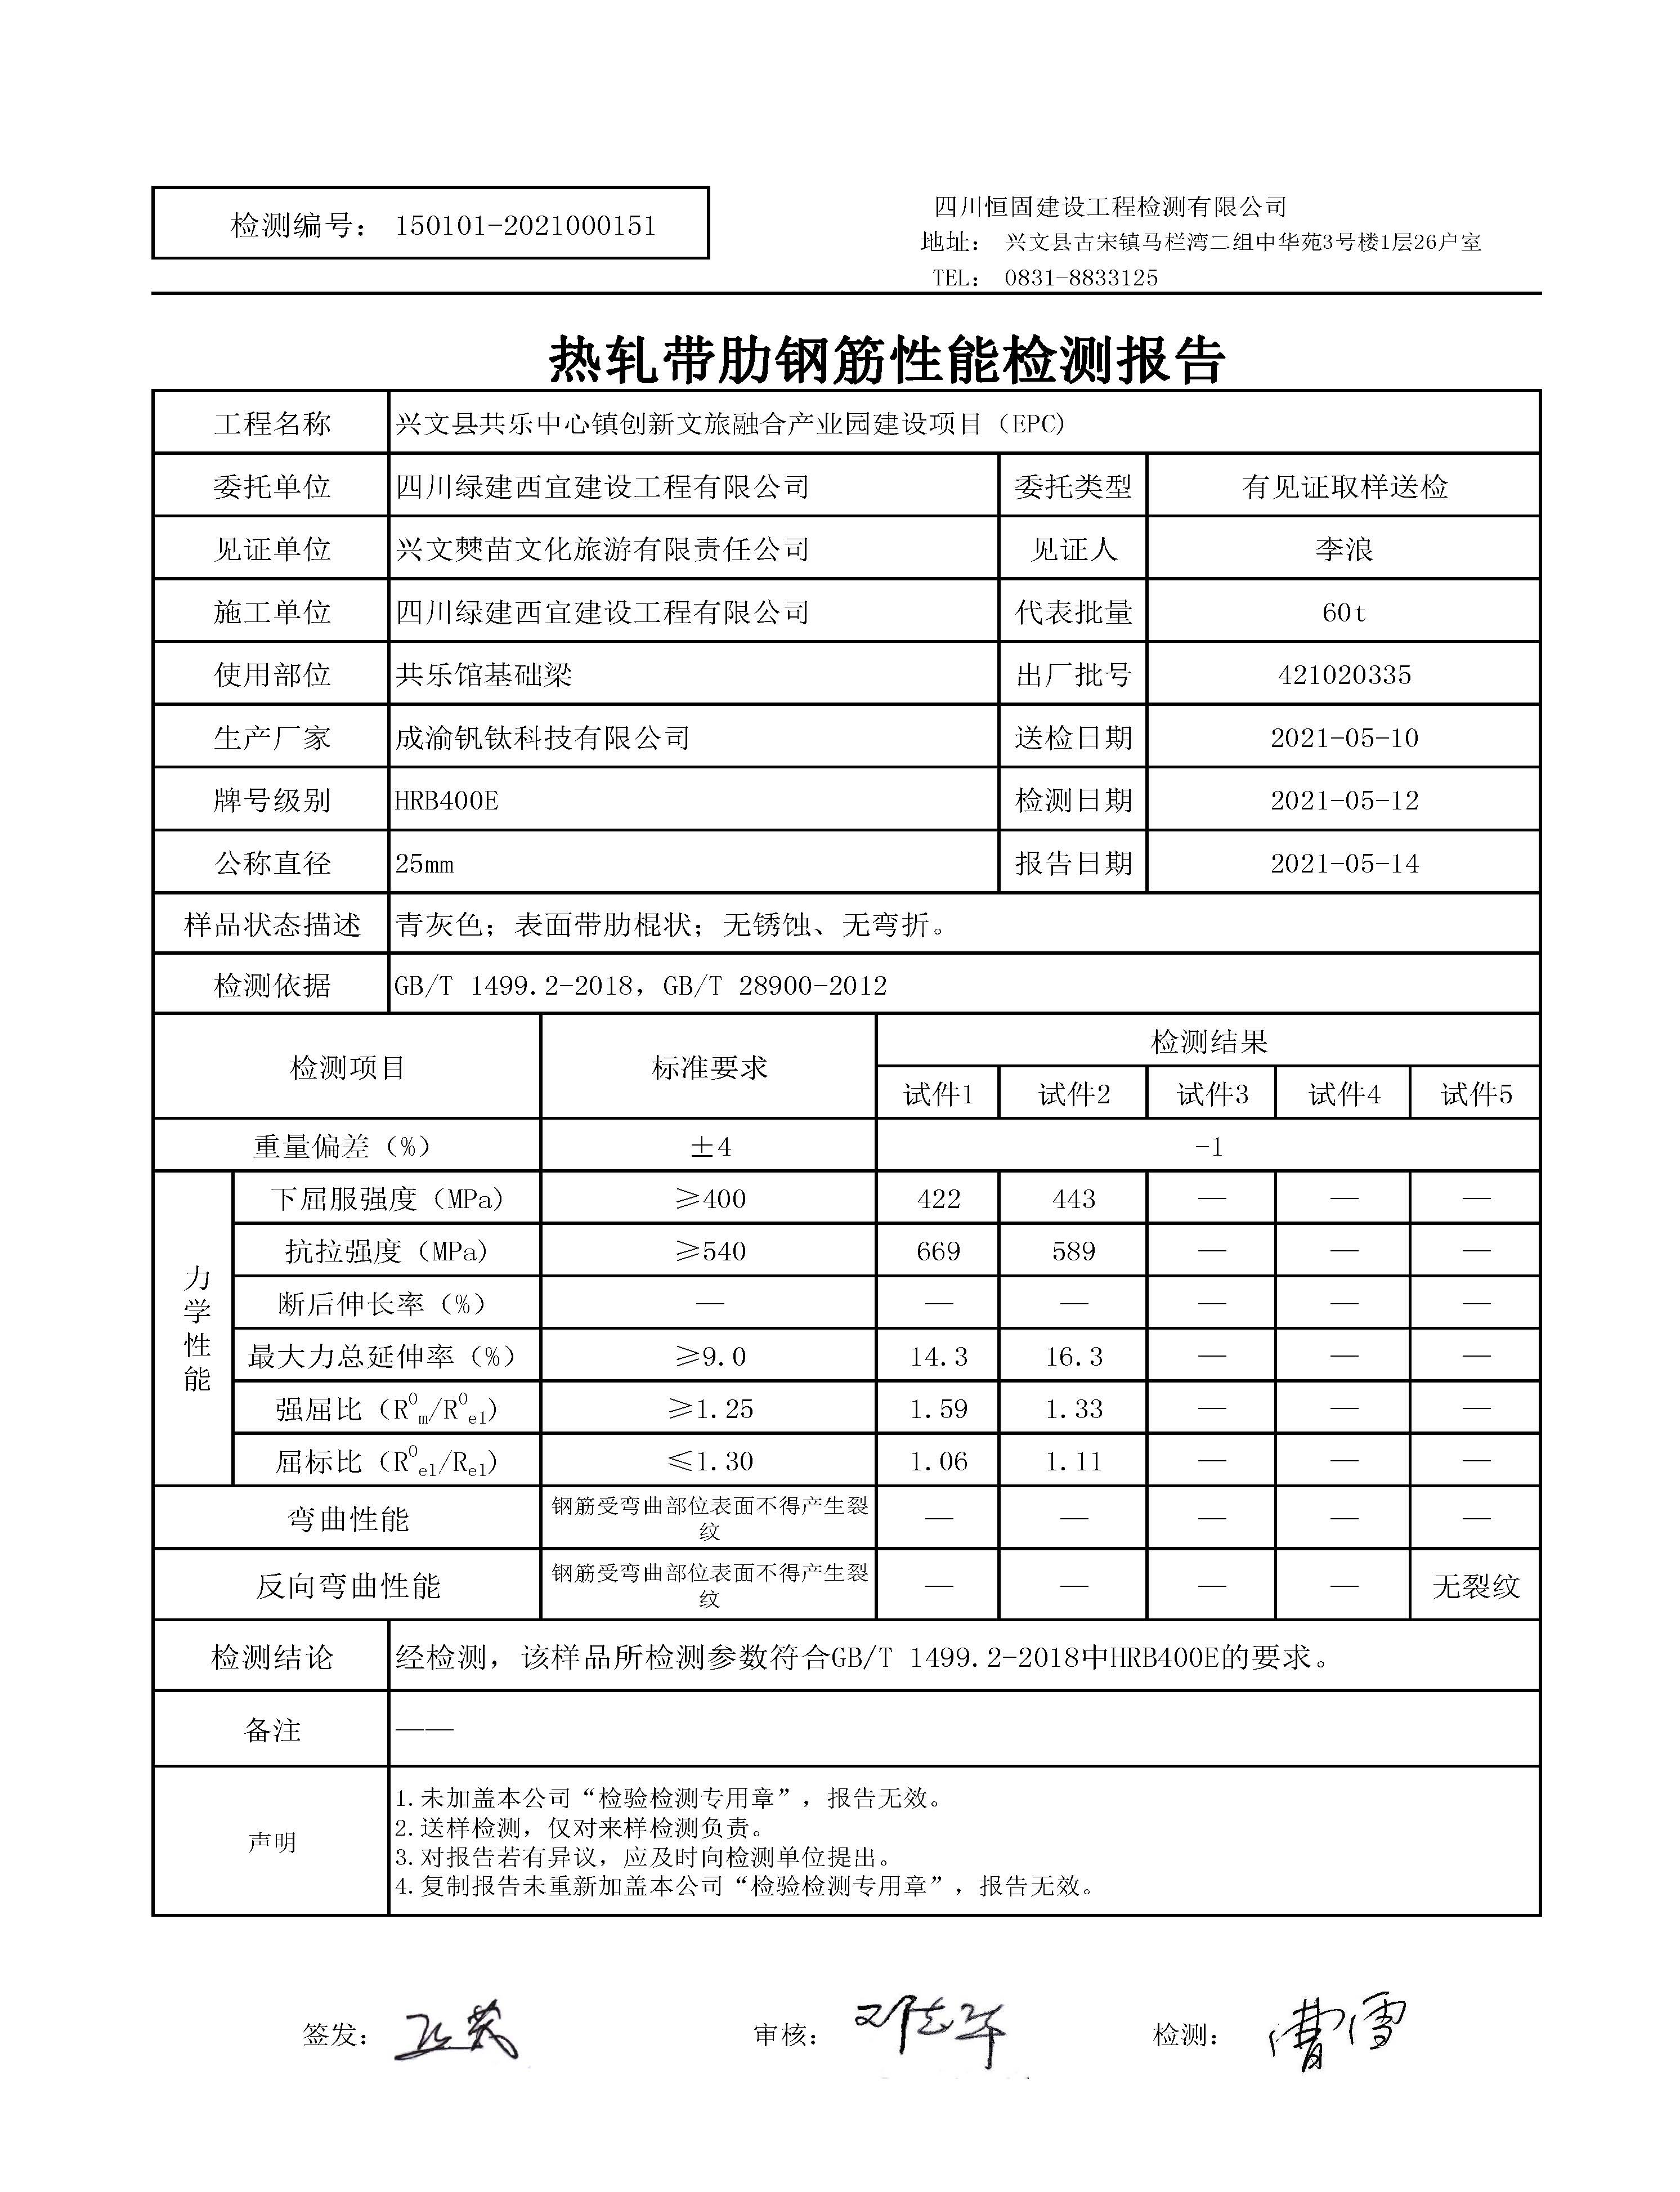 检测编号： 150101-2021000151
四川恒固建设工程检测有限公司
地址： 兴文县古宋镇马栏湾二组中华苑3号楼1层26户室
TEL： 0831-8833125
热轧带肋钢筋性能检测报告
工程名称 兴文县共乐中心镇创新文旅融合产业园建设项目（EPC)
委托单位 四川绿建西宜建设工程有限公司 委托类型 有见证取样送检
见证单位 兴文僰苗文化旅游有限责任公司 见证人 李浪
施工单位 四川绿建西宜建设工程有限公司 代表批量 60t
使用部位 共乐馆基础梁 出厂批号 421020335
生产厂家 成渝钒钛科技有限公司 送检日期 2021-05-10
牌号级别 HRB400E 检测日期 2021-05-12
公称直径 25mm 报告日期 2021-05-14
样品状态描述 青灰色；表面带肋棍状；无锈蚀、无弯折。
检测依据 GB/T 1499.2-2018，GB/T 28900-2012
检测项目 标准要求 检测结果
试件1 试件2 试件3 试件4 试件5
重量偏差（%） ±4 -1
力学性能
下屈服强度（MPa） ≥400 422 443 — — —
抗拉强度（MPa） ≥540 669 589 — — —
断后伸长率（%） — — — — — —
最大力总延伸率（%） ≥9.0 14.3 16.3 — — —
强屈比（R⁰m/R⁰el） ≥1.25 1.59 1.33 — — —
屈标比（R⁰el/Rel） ≤1.30 1.06 1.11 — — —
弯曲性能 钢筋受弯曲部位表面不得产生裂纹 — — — — —
反向弯曲性能 钢筋受弯曲部位表面不得产生裂纹 — — — — 无裂纹
检测结论 经检测，该样品所检测参数符合GB/T 1499.2-2018中HRB400E的要求。
备注 ——
声明
1.未加盖本公司“检验检测专用章”，报告无效。
2.送样检测，仅对来样检测负责。
3.对报告若有异议，应及时向检测单位提出。
4.复制报告未重新加盖本公司“检验检测专用章”，报告无效。
签发： 审核： 检测： 曹雪